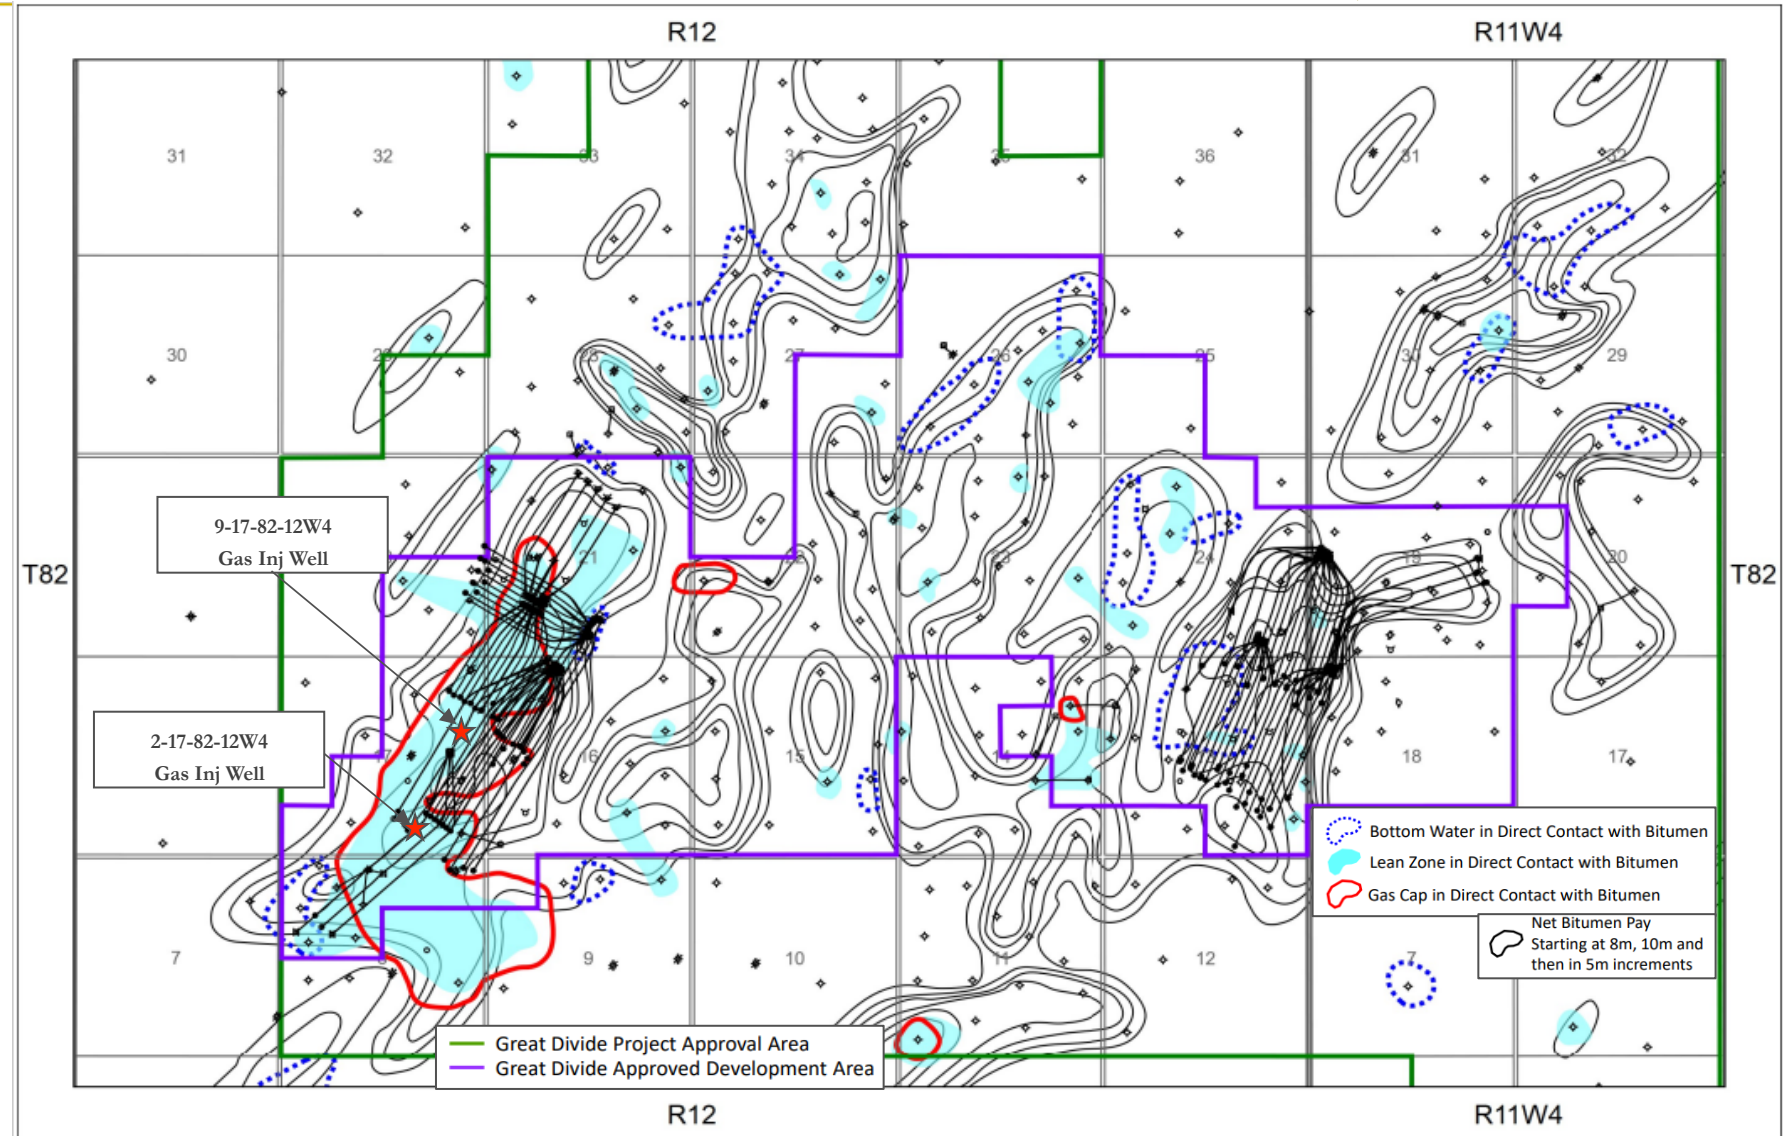 R12
R11W4
31
32
33
34
35
36
31
32
30
29
28
27
26
25
30
29
9-17-82-12W4
Gas Inj Well
T82
21
22
23
24
19
20
T82
2-17-82-12W4
Gas Inj Well
17
16
15
14
18
17
Bottom Water in Direct Contact with Bitumen
Lean Zone in Direct Contact with Bitumen
Gas Cap in Direct Contact with Bitumen
Net Bitumen Pay
Starting at 8m, 10m and
then in 5m increments
7
8
9
10
11
12
7
Great Divide Project Approval Area
Great Divide Approved Development Area
R12
R11W4